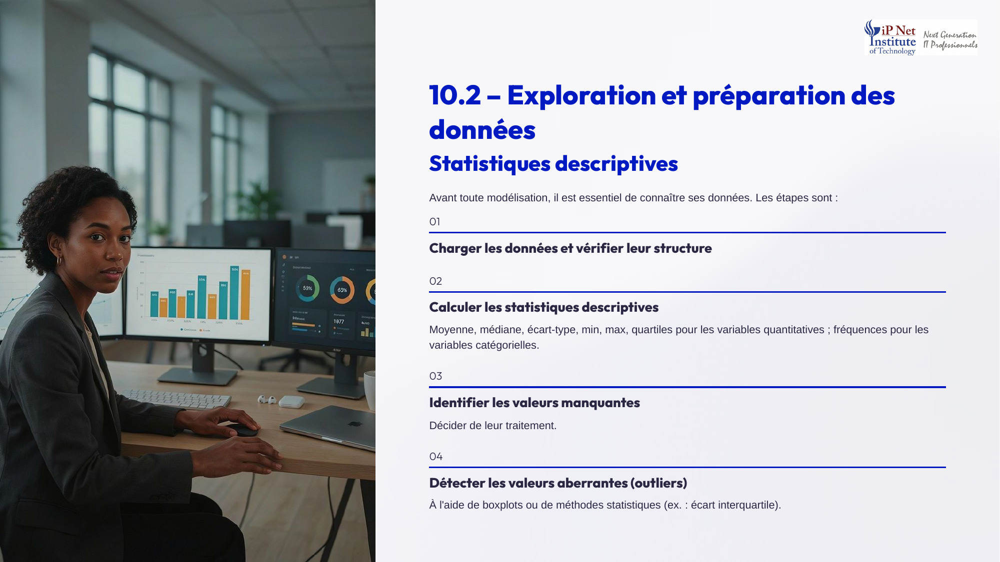 iP Net
Institute
of Technology
Next Generation
IT Professionnels
10.2 – Exploration et préparation des
données
Statistiques descriptives
Avant toute modélisation, il est essentiel de connaître ses données. Les étapes sont :
01
Charger les données et vérifier leur structure
02
Calculer les statistiques descriptives
Moyenne, médiane, écart-type, min, max, quartiles pour les variables quantitatives ; fréquences pour les
variables catégorielles.
03
Identifier les valeurs manquantes
Décider de leur traitement.
04
Détecter les valeurs aberrantes (outliers)
À l'aide de boxplots ou de méthodes statistiques (ex. : écart interquartile).
59%
65%
1877